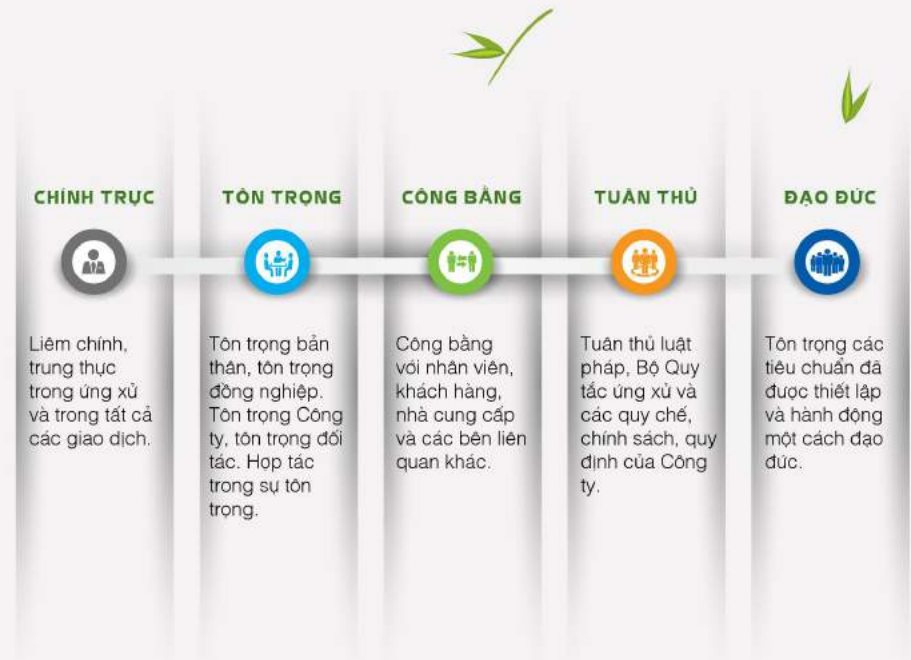 CHÍNH TRỰC
Liêm chính,
trung thực
trong ứng xử
và trong tất cả
các giao dịch.
TÔN TRỌNG
Tôn trọng bản
thân, tôn trọng
đồng nghiệp.
Tôn trọng Công
ty, tôn trọng đối
tác. Hợp tác
trong sự tôn
trọng.
CÔNG BẰNG
Công bằng
với nhân viên,
khách hàng,
nhà cung cấp
và các bên liên
quan khác.
TUÂN THỦ
Tuân thủ luật
pháp, Bộ Quy
tắc ứng xử và
các quy chế,
chính sách, quy
định của Công
ty.
ĐẠO ĐỨC
Tôn trọng các
tiêu chuẩn đã
được thiết lập
và hành động
một cách đạo
đức.